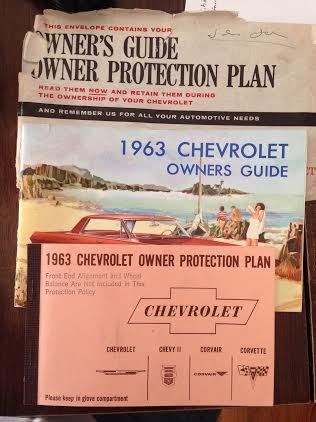 THIS ENVELOPE CONTAINS YOUR
OWNER'S GUIDE
OWNER PROTECTION PLAN
READ THEM NOW AND RETAIN THEM DURING
THE OWNERSHIP OF YOUR CHEVROLET
AND REMEMBER US FOR ALL YOUR AUTOMOTIVE NEEDS
1963 CHEVROLET
OWNERS GUIDE
1963 CHEVROLET OWNER PROTECTION PLAN
Front End Alignment and Wheel
Balance Are Not Included in This
Protection Policy
CHEVROLET
CHEVROLET CHEVY II CORVAIR CORVETTE
CORVAIR
Please keep in glove compartment